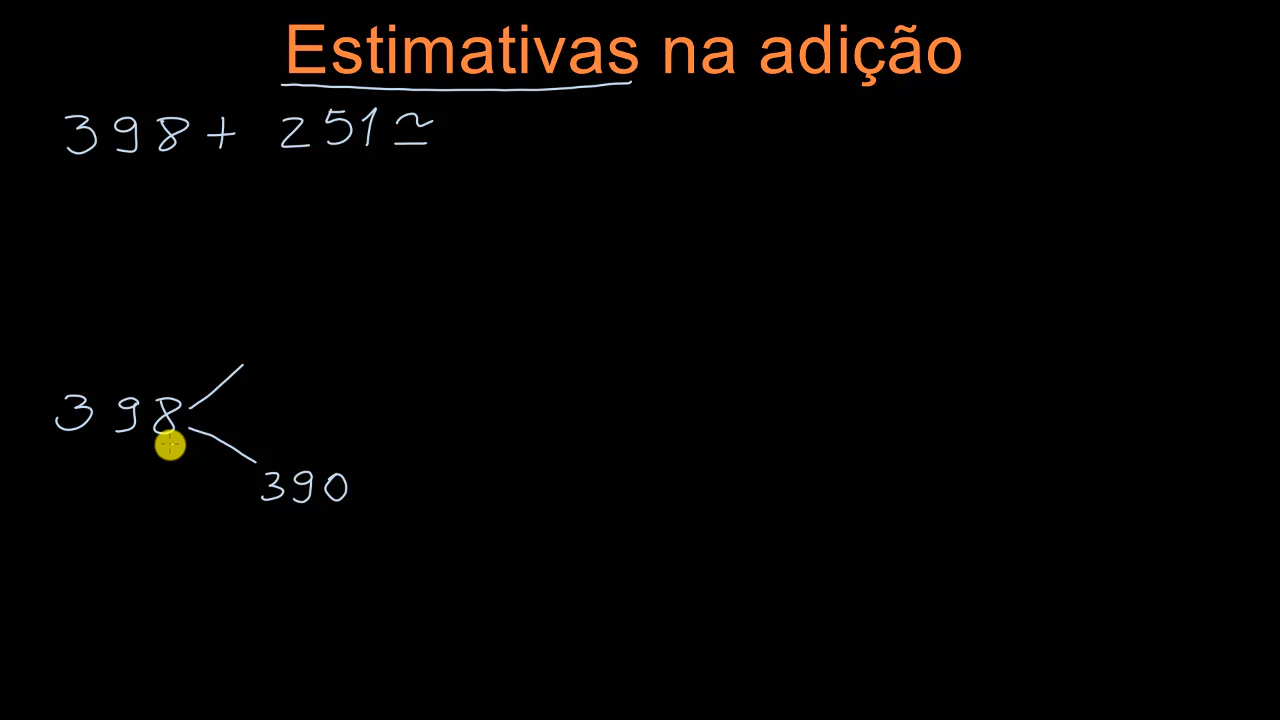 Estimativas na adição
398 + 251 ≃
398
390